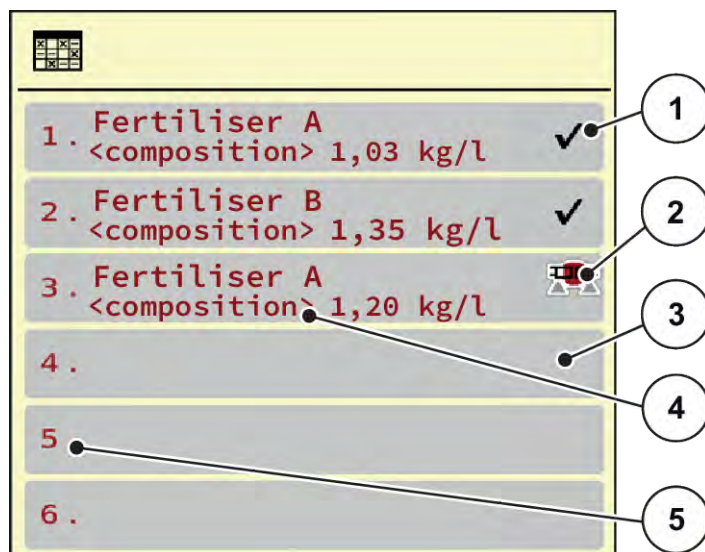 1. Fertiliser A
<composition> 1,03 kg/l
2. Fertiliser B
<composition> 1,35 kg/l
3. Fertiliser A
<composition> 1,20 kg/l
4.
5
6.
1
2
3
4
5